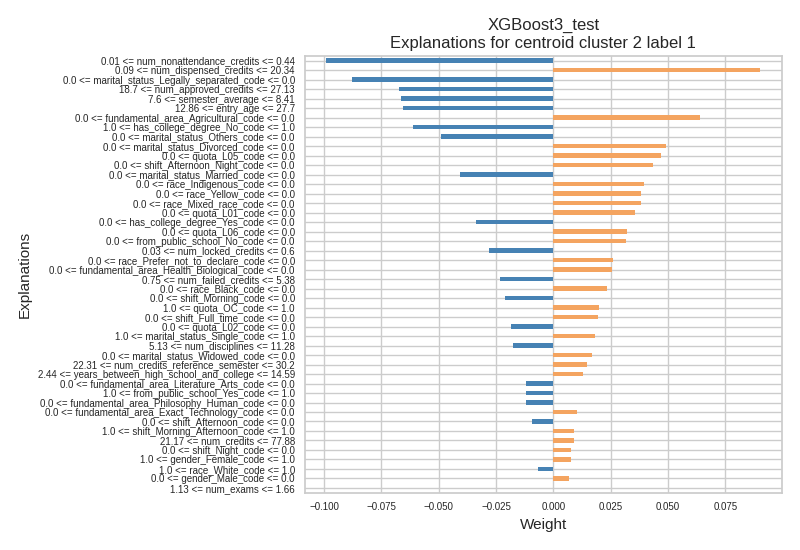 XGBoost3_test
Explanations for centroid cluster 2 label 1
Explanations
0.01 <= num_nonattendance_credits <= 0.44
0.09 <= num_dispensed_credits <= 20.34
0.0 <= marital_status_Legally_separated_code <= 0.0
18.7 <= num_approved_credits <= 27.13
7.6 <= semester_average <= 8.41
12.86 <= entry_age <= 27.7
0.0 <= fundamental_area_Agricultural_code <= 0.0
1.0 <= has_college_degree_No_code <= 1.0
0.0 <= marital_status_Others_code <= 0.0
0.0 <= marital_status_Divorced_code <= 0.0
0.0 <= quota_L05_code <= 0.0
0.0 <= shift_Afternoon_Night_code <= 0.0
0.0 <= marital_status_Married_code <= 0.0
0.0 <= race_Indigenous_code <= 0.0
0.0 <= race_Yellow_code <= 0.0
0.0 <= race_Mixed_race_code <= 0.0
0.0 <= quota_L01_code <= 0.0
0.0 <= has_college_degree_Yes_code <= 0.0
0.0 <= quota_L06_code <= 0.0
0.0 <= from_public_school_No_code <= 0.0
0.03 <= num_locked_credits <= 0.6
0.0 <= race_Prefer_not_to_declare_code <= 0.0
0.0 <= fundamental_area_Health_Biological_code <= 0.0
0.75 <= num_failed_credits <= 5.38
0.0 <= race_Black_code <= 0.0
0.0 <= shift_Morning_code <= 0.0
1.0 <= quota_OC_code <= 1.0
0.0 <= shift_Full_time_code <= 0.0
0.0 <= quota_L02_code <= 0.0
1.0 <= marital_status_Single_code <= 1.0
5.13 <= num_disciplines <= 11.28
0.0 <= marital_status_Widowed_code <= 0.0
22.31 <= num_credits_reference_semester <= 30.2
2.44 <= years_between_high_school_and_college <= 14.59
0.0 <= fundamental_area_Literature_Arts_code <= 0.0
1.0 <= from_public_school_Yes_code <= 1.0
0.0 <= fundamental_area_Philosophy_Human_code <= 0.0
0.0 <= fundamental_area_Exact_Technology_code <= 0.0
0.0 <= shift_Afternoon_code <= 0.0
1.0 <= shift_Morning_Afternoon_code <= 1.0
21.17 <= num_credits <= 77.88
0.0 <= shift_Night_code <= 0.0
1.0 <= gender_Female_code <= 1.0
1.0 <= race_White_code <= 1.0
0.0 <= gender_Male_code <= 0.0
1.13 <= num_exams <= 1.66
−0.100 −0.075 −0.050 −0.025 0.000 0.025 0.050 0.075
Weight